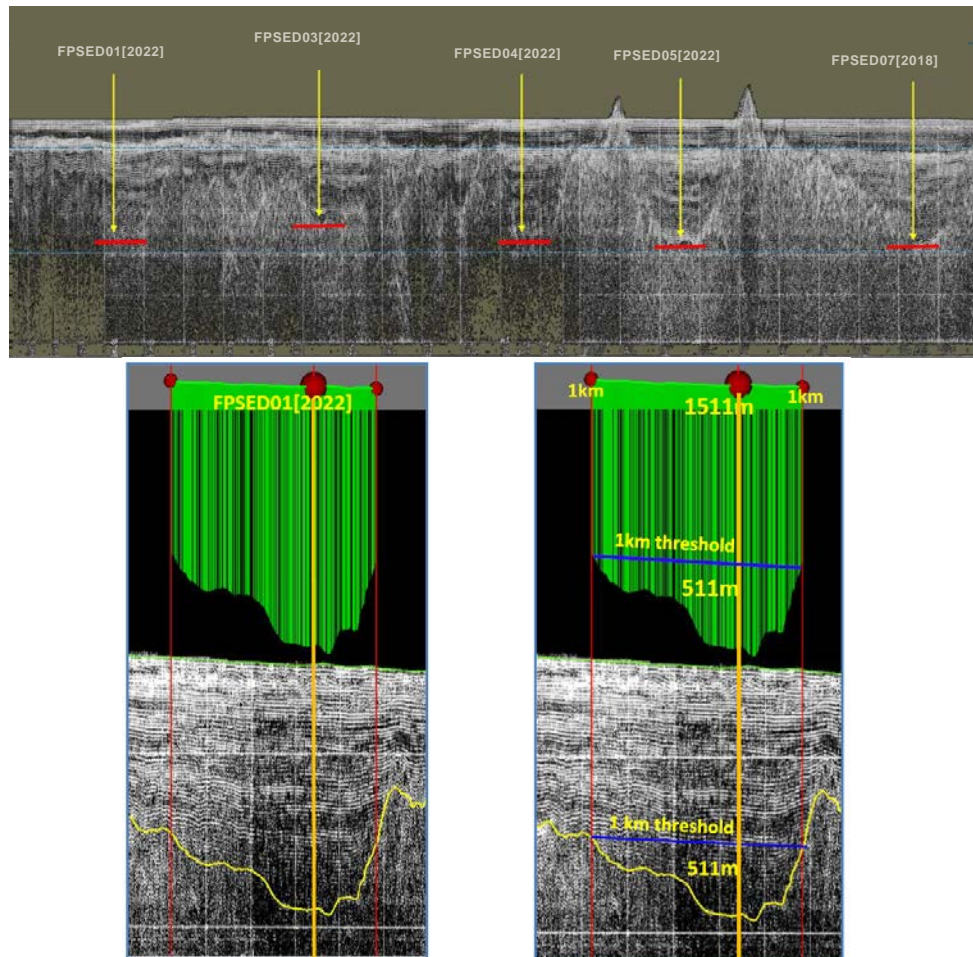 FPSED01[2022]
FPSED03[2022]
FPSED04[2022]
FPSED05[2022]
FPSED07[2018]
FPSED01[2022]
1km
1511m
1km
1km threshold
511m
1 km threshold
511m